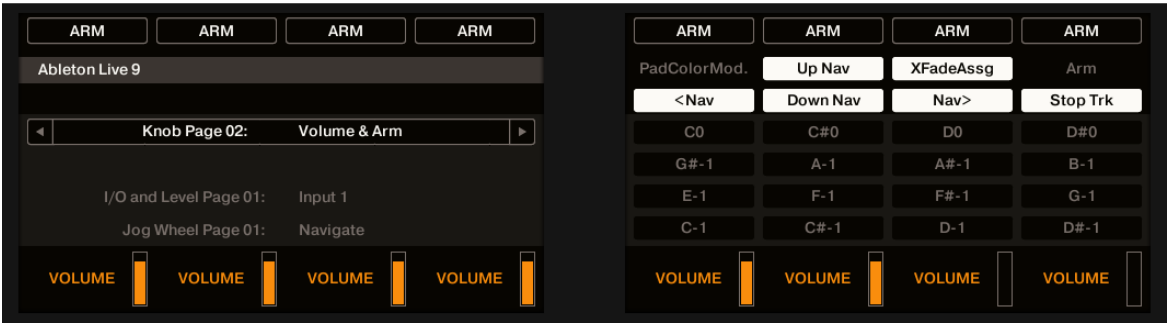 ARM ARM ARM ARM
Ableton Live 9
Knob Page 02: Volume & Arm
I/O and Level Page 01: Input 1
Jog Wheel Page 01: Navigate
VOLUME VOLUME VOLUME VOLUME
ARM ARM ARM ARM
PadColorMod. Up Nav XFadeAssg Arm
<Nav Down Nav Nav> Stop Trk
C0 C#0 D0 D#0
G#-1 A-1 A#-1 B-1
E-1 F-1 F#-1 G-1
C-1 C#-1 D-1 D#-1
VOLUME VOLUME VOLUME VOLUME